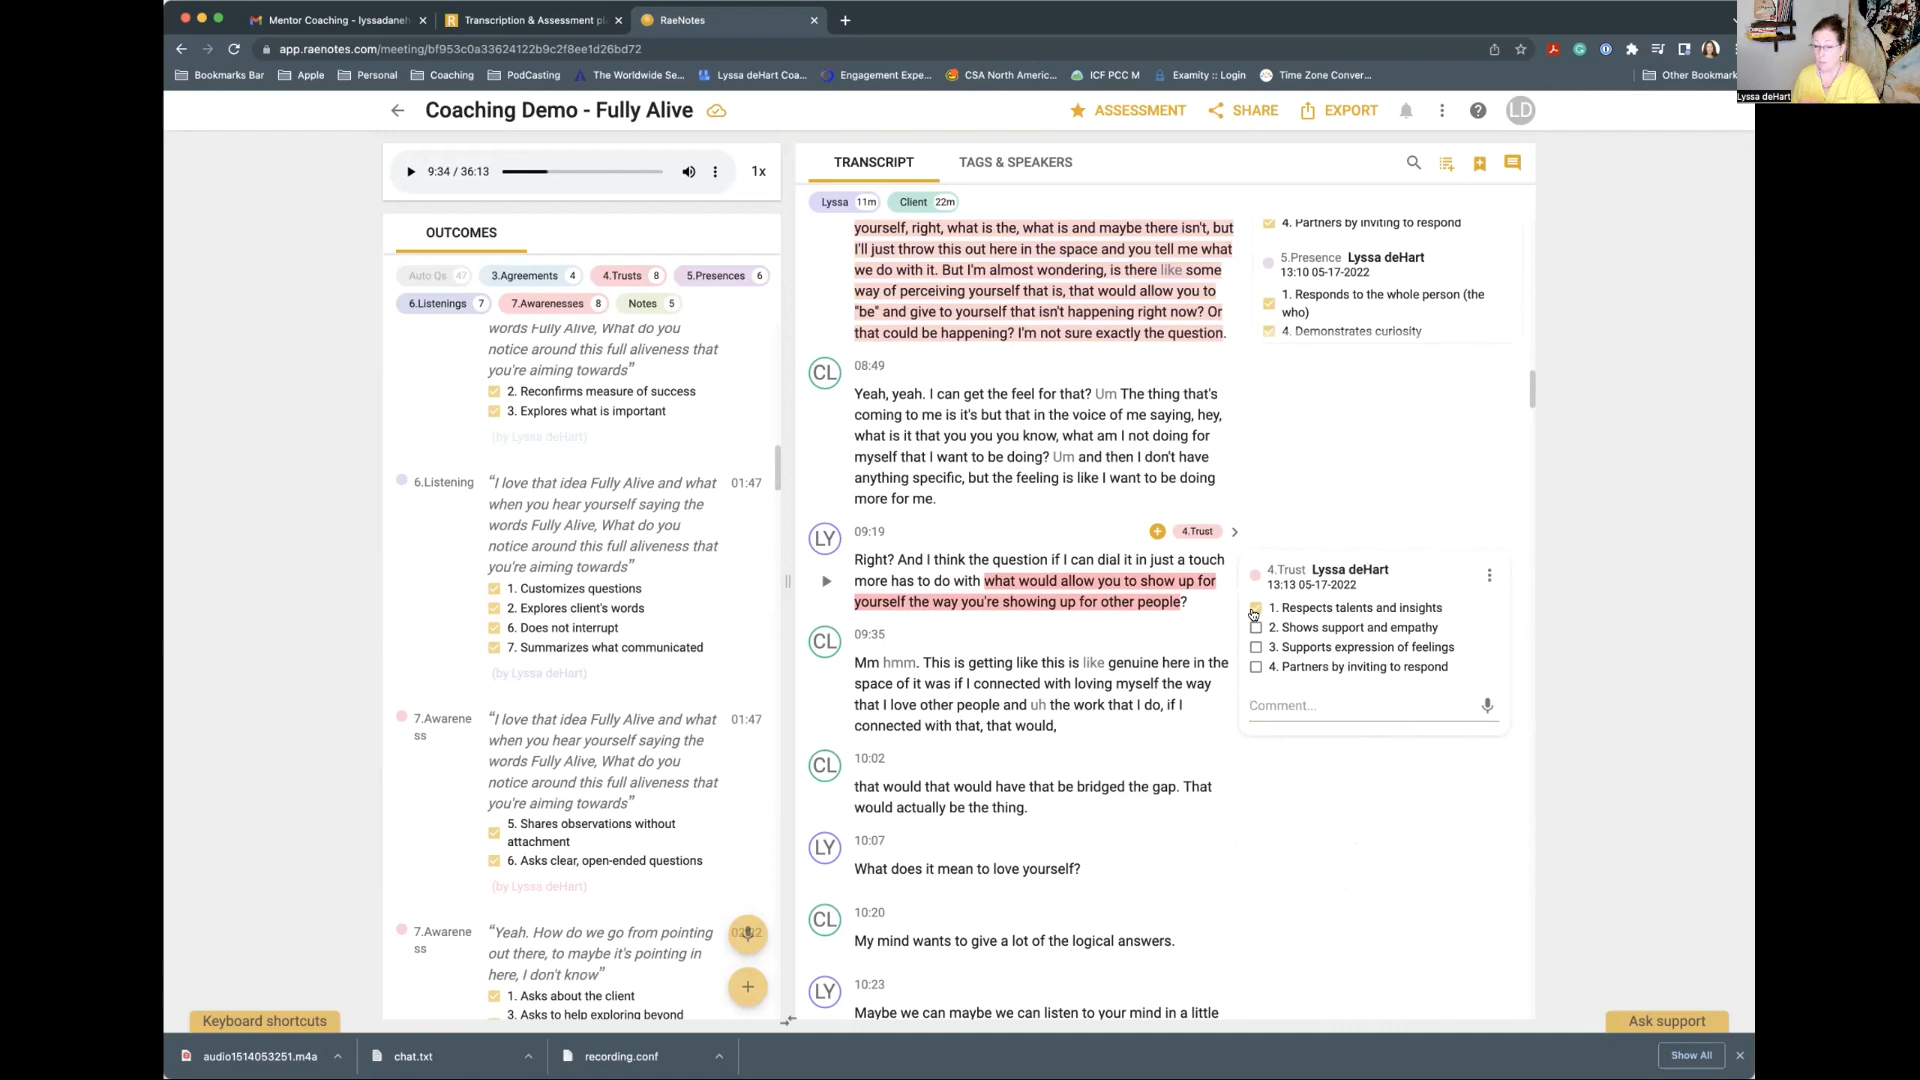 Mentor Coaching - lyssadaneh
Transcription & Assessment pl
RaeNotes
app.raenotes.com/meeting/bf953c0a33624122b9c2f8ee1d26bd72
Bookmarks Bar
Apple
Personal
Coaching
PodCasting
The Worldwide Se...
Lyssa deHart Coa...
Engagement Expe...
CSA North Americ...
ICF PCC M
Examity :: Login
Time Zone Conver...
Other Bookmark
Lyssa deHart
Coaching Demo - Fully Alive
ASSESSMENT
SHARE
EXPORT
LD
9:34 / 36:13
1x
OUTCOMES
Auto Qs 47
3.Agreements 4
4.Trusts 8
5.Presences 6
6.Listenings 7
7.Awarenesses 8
Notes 5
words Fully Alive, What do you
notice around this full aliveness that
you're aiming towards"
2. Reconfirms measure of success
3. Explores what is important
(by Lyssa deHart)
6.Listening
"I love that idea Fully Alive and what
when you hear yourself saying the
words Fully Alive, What do you
notice around this full aliveness that
you're aiming towards"
01:47
1. Customizes questions
2. Explores client's words
6. Does not interrupt
7. Summarizes what communicated
(by Lyssa deHart)
7.Awarene
ss
"I love that idea Fully Alive and what
when you hear yourself saying the
words Fully Alive, What do you
notice around this full aliveness that
you're aiming towards"
01:47
5. Shares observations without
attachment
6. Asks clear, open-ended questions
(by Lyssa deHart)
7.Awarene
ss
"Yeah. How do we go from pointing
out there, to maybe it's pointing in
here, I don't know"
1. Asks about the client
3. Asks to help exploring beyond
TRANSCRIPT
TAGS & SPEAKERS
Lyssa 11m
Client 22m
yourself, right, what is the, what is and maybe there isn't, but
I'll just throw this out here in the space and you tell me what
we do with it. But I'm almost wondering, is there like some
way of perceiving yourself that is, that would allow you to
"be" and give to yourself that isn't happening right now? Or
that could be happening? I'm not sure exactly the question.
CL
08:49
Yeah, yeah. I can get the feel for that? Um The thing that's
coming to me is it's but that in the voice of me saying, hey,
what is it that you you you know, what am I not doing for
myself that I want to be doing? Um and then I don't have
anything specific, but the feeling is like I want to be doing
more for me.
LY
09:19
4.Trust
Right? And I think the question if I can dial it in just a touch
more has to do with what would allow you to show up for
yourself the way you're showing up for other people?
CL
09:35
Mm hmm. This is getting like this is like genuine here in the
space of it was if I connected with loving myself the way
that I love other people and uh the work that I do, if I
connected with that, that would,
CL
10:02
that would that would have that be bridged the gap. That
would actually be the thing.
LY
10:07
What does it mean to love yourself?
CL
10:20
My mind wants to give a lot of the logical answers.
LY
10:23
Maybe we can maybe we can listen to your mind in a little
4. Partners by inviting to respond
5.Presence Lyssa deHart
13:10 05-17-2022
1. Responds to the whole person (the
who)
4. Demonstrates curiosity
4.Trust Lyssa deHart
13:13 05-17-2022
1. Respects talents and insights
2. Shows support and empathy
3. Supports expression of feelings
4. Partners by inviting to respond
Comment...
Keyboard shortcuts
Ask support
audio1514053251.m4a
chat.txt
recording.conf
Show All